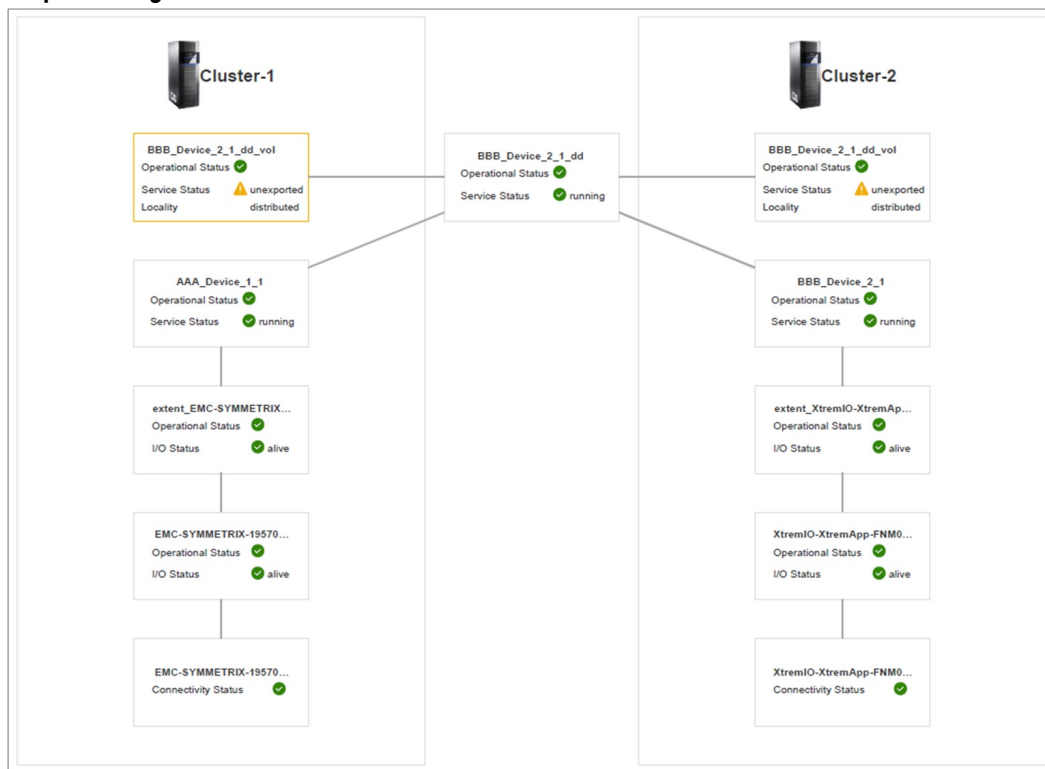 Cluster-1
BBB_Device_2_1_dd_vol
Operational Status
Service Status unexported
Locality distributed
AAA_Device_1_1
Operational Status
Service Status running
extent_EMC-SYMMETRIX...
Operational Status
I/O Status alive
EMC-SYMMETRIX-19570...
Operational Status
I/O Status alive
EMC-SYMMETRIX-19570...
Connectivity Status
BBB_Device_2_1_dd
Operational Status
Service Status running
Cluster-2
BBB_Device_2_1_dd_vol
Operational Status
Service Status unexported
Locality distributed
BBB_Device_2_1
Operational Status
Service Status running
extent_XtremIO-XtremAp...
Operational Status
I/O Status alive
XtremIO-XtremApp-FNM0...
Operational Status
I/O Status alive
XtremIO-XtremApp-FNM0...
Connectivity Status